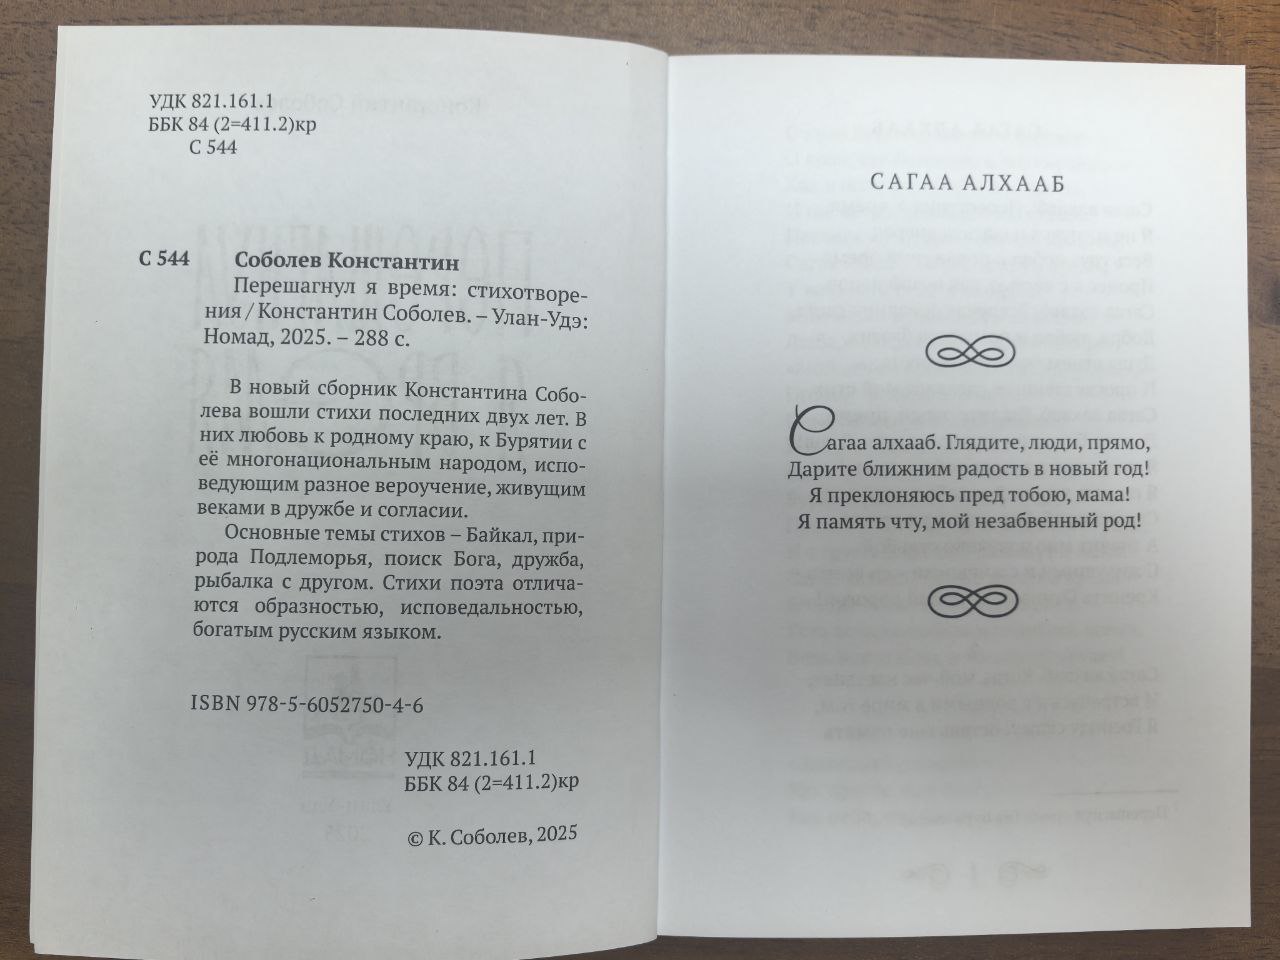 УДК 821.161.1
ББК 84 (2=411.2)кр
С 544
С 544 Соболев Константин
Перешагнул я время: стихотворе-
ния / Константин Соболев. – Улан-Удэ:
Номад, 2025. – 288 с.
В новый сборник Константина Собо-
лева вошли стихи последних двух лет. В
них любовь к родному краю, к Бурятии с
её многонациональным народом, испо-
ведующим разное вероучение, живущим
веками в дружбе и согласии.
Основные темы стихов – Байкал, при-
рода Подлеморья, поиск Бога, дружба,
рыбалка с другом. Стихи поэта отлича-
ются образностью, исповедальностью,
богатым русским языком.
ISBN 978-5-6052750-4-6
УДК 821.161.1
ББК 84 (2=411.2)кр
© К. Соболев, 2025
САГАА АЛХААБ
Сагаа алхааб. Глядите, люди, прямо,
Дарите ближним радость в новый год!
Я преклоняюсь пред тобою, мама!
Я память чту, мой незабвенный род!